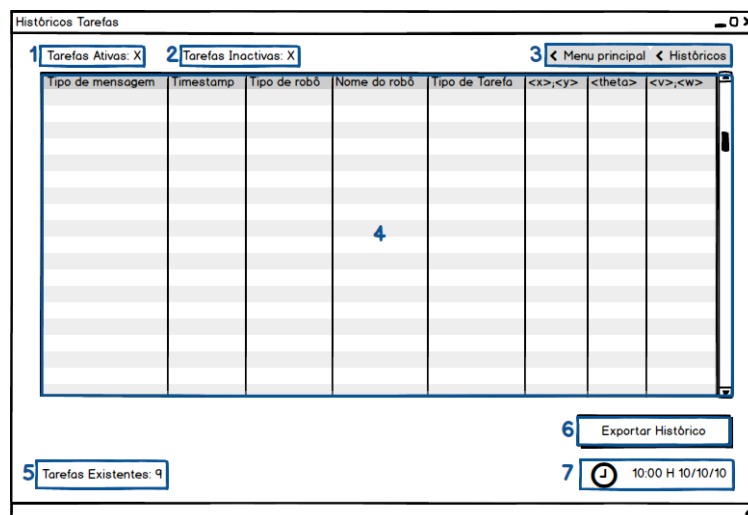 Históricos Tarefas
1 Tarefas Ativas: X 2 Tarefas Inactivas: X 3 Menu principal Históricos
Tipo de mensagem Timestamp Tipo de robô Nome do robô Tipo de Tarefa <x>;<y> <theta> <v>;<w>
4
6 Exportar Histórico
5 Tarefas Existentes: 9 7 10:00 H 10/10/10